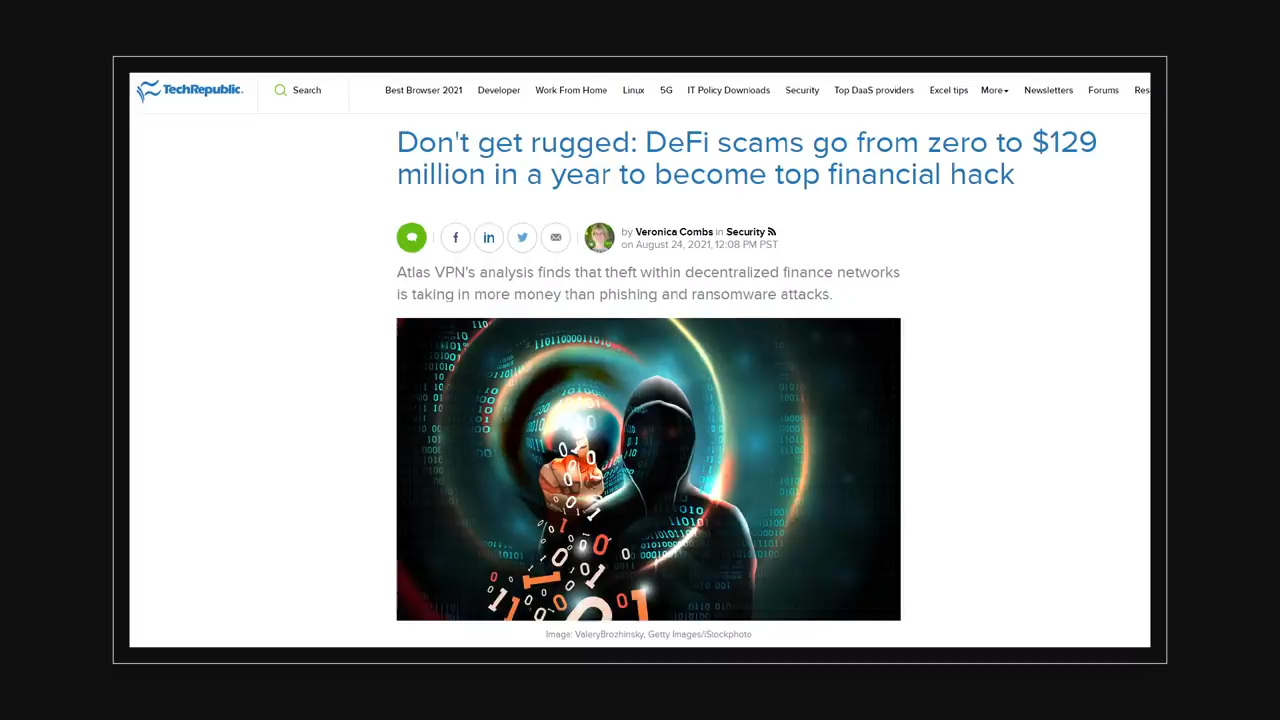 TechRepublic.
Search
Best Browser 2021 Developer Work From Home Linux 5G IT Policy Downloads Security Top DaaS providers Excel tips More Newsletters Forums Res
Don't get rugged: DeFi scams go from zero to $129
million in a year to become top financial hack
by Veronica Combs in Security
on August 24, 2021, 12:08 PM PST
Atlas VPN's analysis finds that theft within decentralized finance networks
is taking in more money than phishing and ransomware attacks.
Image: ValeryBrozhinsky, Getty Images/iStockphoto